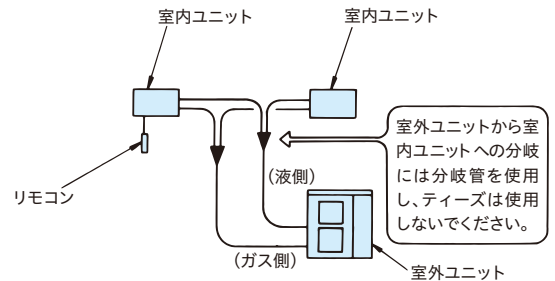 室内ユニット
室内ユニット
室外ユニットから室
内ユニットへの分岐
には分岐管を使用
し、ティーズは使用
しないでください。
(液側)
リモコン
(ガス側)
室外ユニット